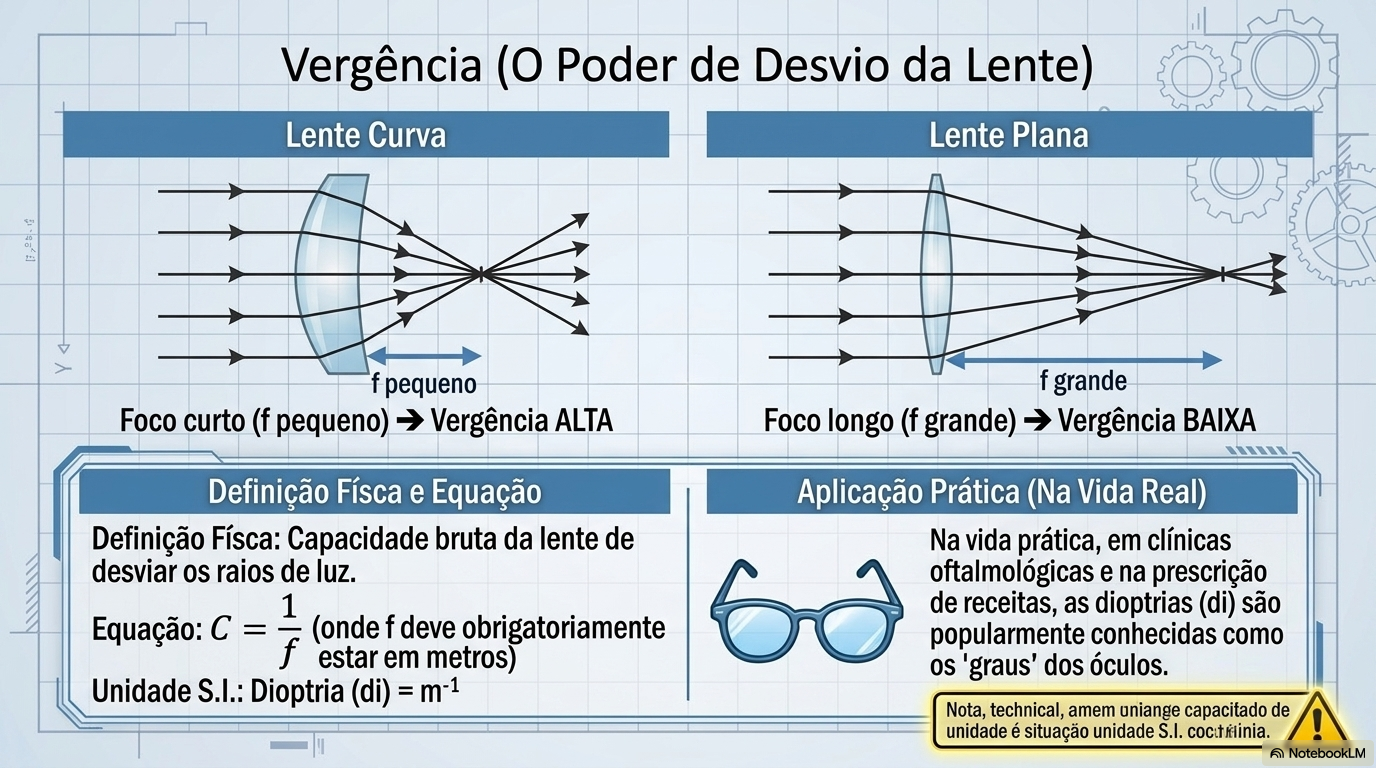 Vergência (O Poder de Desvio da Lente)
Lente Curva
f pequeno
Foco curto (f pequeno) ➔ Vergência ALTA
Lente Plana
f grande
Foco longo (f grande) ➔ Vergência BAIXA
Y
Definição Físca e Equação
Definição Físca: Capacidade bruta da lente de
desviar os raios de luz.
Equação: C = 1/f (onde f deve obrigatoriamente
estar em metros)
Unidade S.I.: Dioptria (di) = m⁻¹
Aplicação Prática (Na Vida Real)
Na vida prática, em clínicas
oftalmológicas e na prescrição
de receitas, as dioptrias (di) são
popularmente conhecidas como
os 'graus' dos óculos.
Nota, technical, amem unange capacitado de
unidade é situação unidade S.I.
NotebookLM